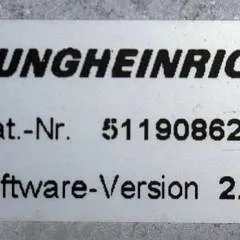 UNGHEINRIC
at.-Nr. 51190862
ftware-Version 2.